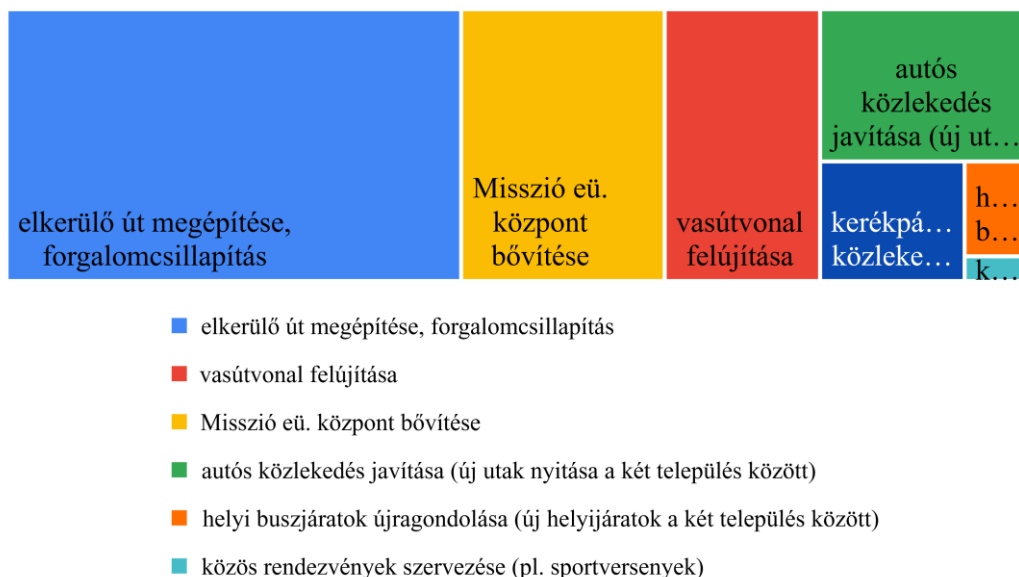 elkerülő út megépítése,
forgalomcsillapítás
Misszió eü.
központ
bővítése
vasútvonal
felújítása
autós
közlekedés
javítása (új ut…
kerékpá…
közleke…
h…
b…
k…
elkerülő út megépítése, forgalomcsillapítás
vasútvonal felújítása
Misszió eü. központ bővítése
autós közlekedés javítása (új utak nyitása a két település között)
helyi buszjáratok újragondolása (új helyijáratok a két település között)
közös rendezvények szervezése (pl. sportversenyek)